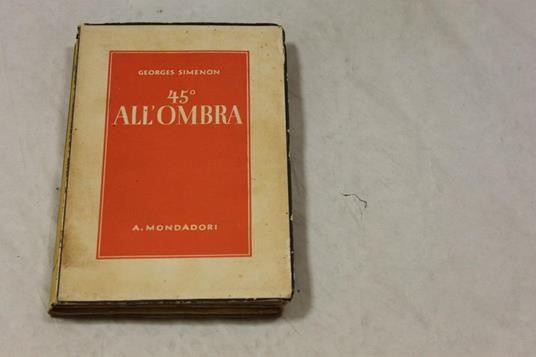 GEORGES SIMENON
45°
ALL'OMBRA
A. MONDADORI